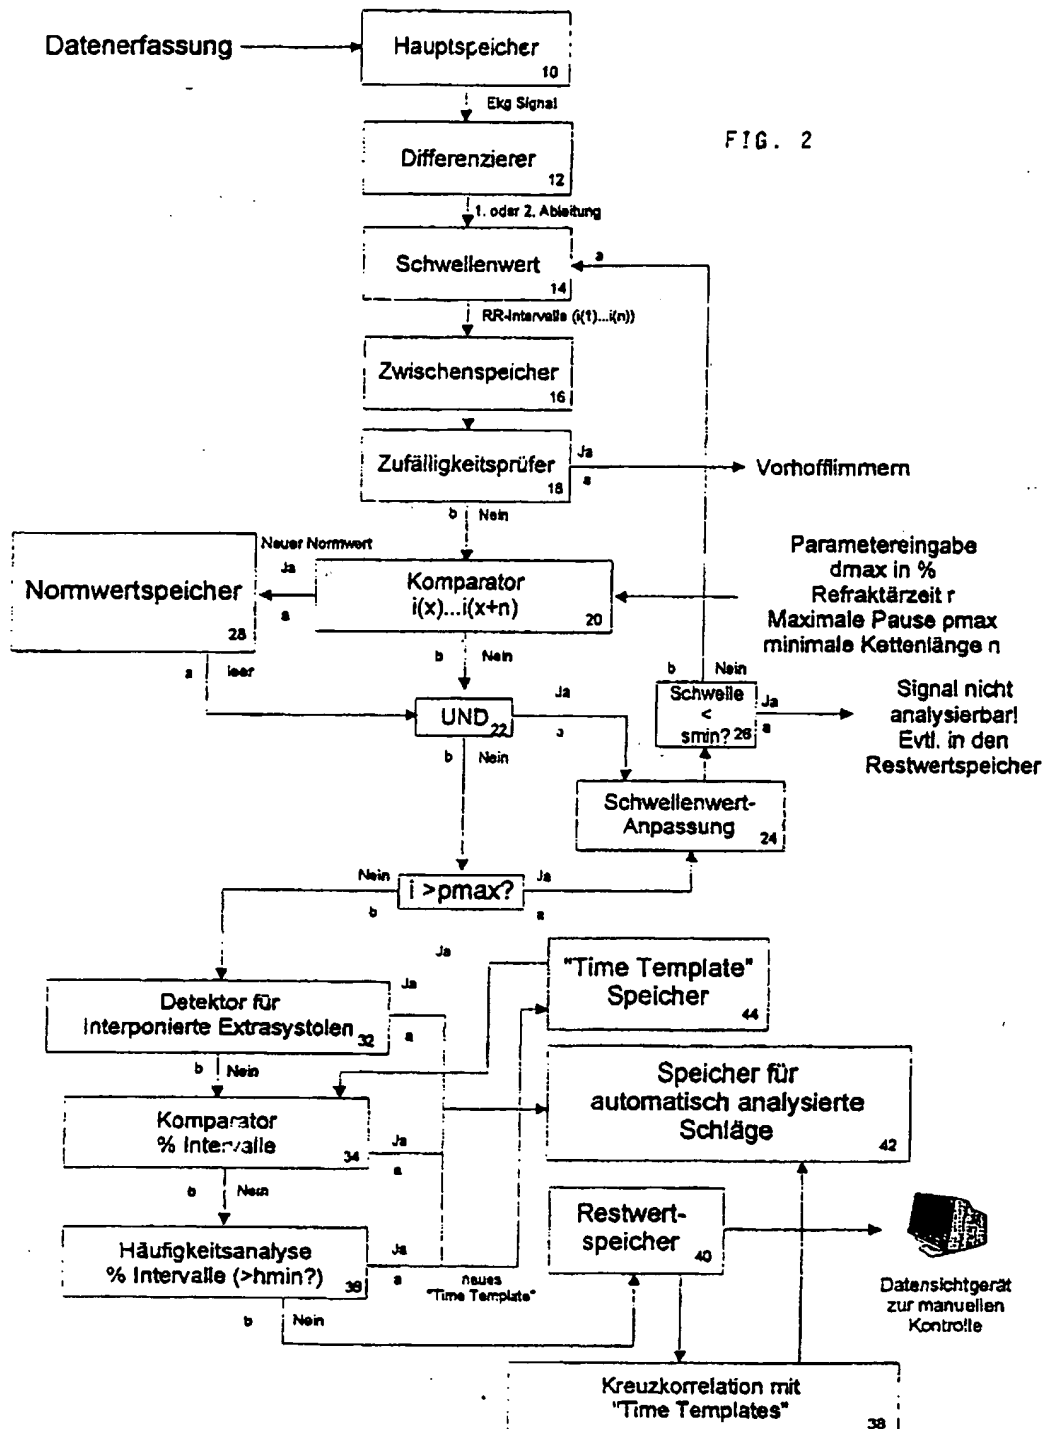 Datenerfassung
Hauptspeicher
10
Ekg Signal
FIG. 2
Differenzierer
12
1. oder 2. Ableitung
Schwellenwert
14
a
RR-Intervalle (i(1)...i(n))
Zwischenspeicher
16
Zufälligkeitsprüfer
18
Ja
a
Vorhofflimmern
b Nein
Neuer Normwert
Ja
a
Normwertspeicher
28
Komparator
i(x)...i(x+n)
20
Parametereingabe
dmax in %
Refraktärzeit r
Maximale Pause pmax
minimale Kettenlänge n
a leer
b Nein
b Nein
UND
22
Ja
Schwelle
<
smin? 26
Ja
a
Signal nicht
analysierbar!
Evtl. in den
Restwertspeicher
b Nein
Schwellenwert-
Anpassung
24
Nein
b
i >pmax?
Ja
a
Ja
"Time Template"
Speicher
44
Detektor für
Interponierte Extrasystolen
32
Ja
a
b Nein
Speicher für
automatisch analysierte
Schläge
42
Komparator
% Intervalle
34
Ja
a
b Nein
Restwert-
speicher
40
Häufigkeitsanalyse
% Intervalle (>hmin?)
36
Ja
a
neues
"Time Template"
Datensichtgerät
zur manuellen
Kontrolle
b Nein
Kreuzkorrelation mit
"Time Templates"
38